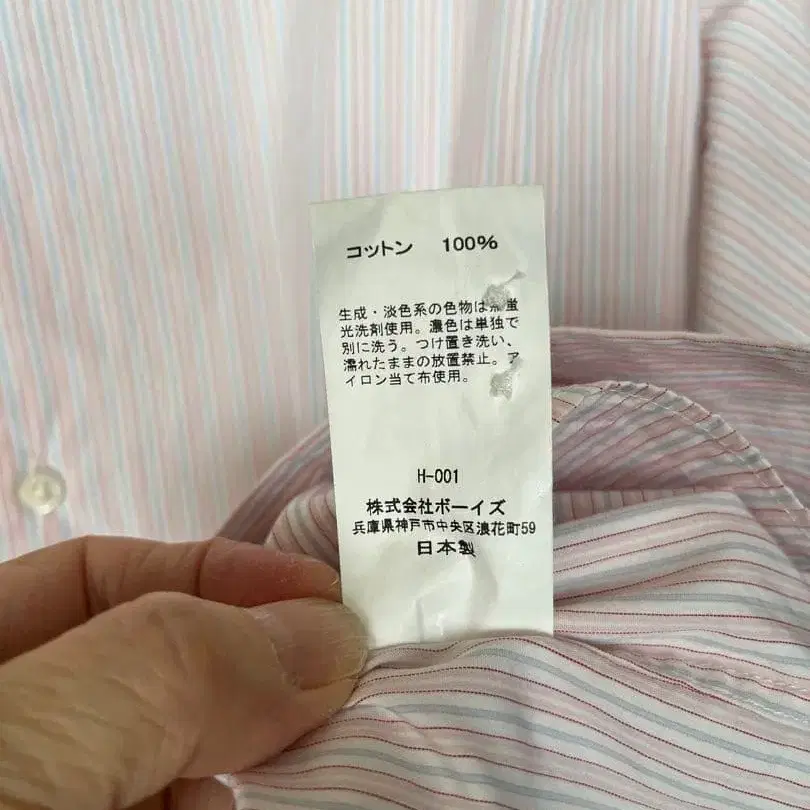 コットン 100%
生成・淡色系の色物は無蛍
光洗剤使用。濃色は単独で
別に洗う。つけ置き洗い、
濡れたままの放置禁止。ア
イロン当て布使用。
H-001
株式会社ボーイズ
兵庫県神戸市中央区浪花町59
日本製